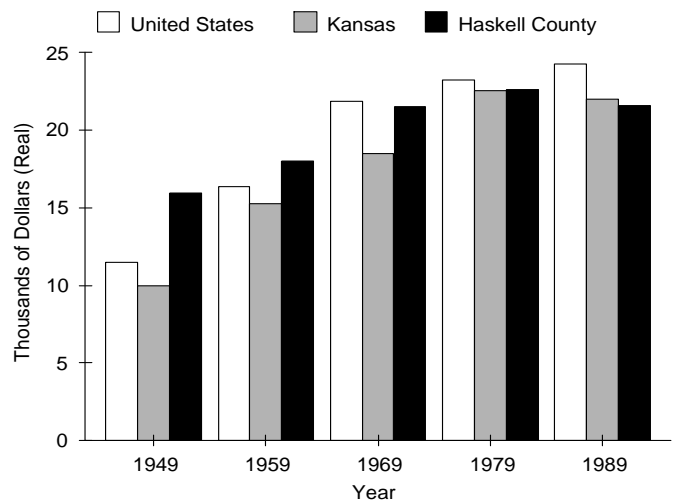 United States Kansas Haskell County
Thousands of Dollars (Real)
25
20
15
10
5
0
1949 1959 1969 1979 1989
Year